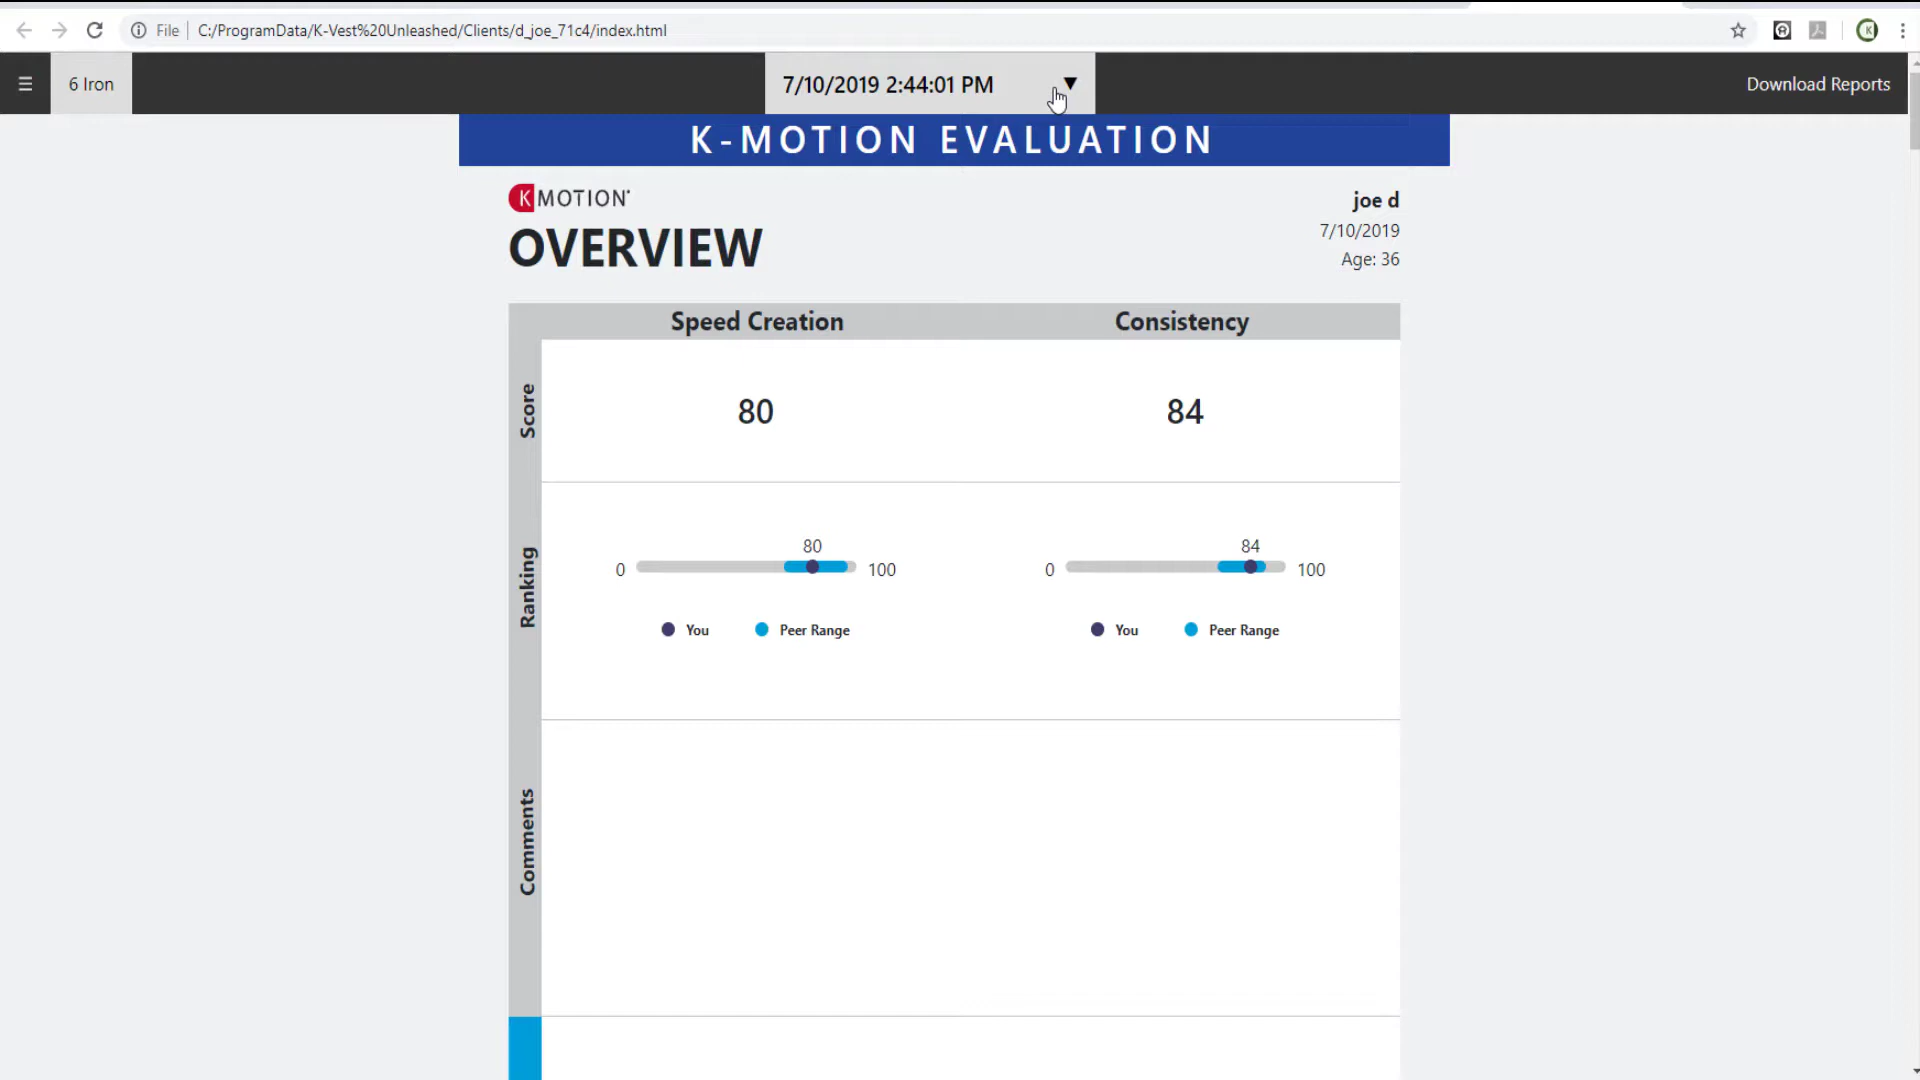 File
C:/ProgramData/K-Vest%20Unleashed/Clients/d_joe_71c4/index.html
6 Iron
7/10/2019 2:44:01 PM
Download Reports
K-MOTION EVALUATION
K MOTION
OVERVIEW
joe d
7/10/2019
Age: 36
Speed Creation
Consistency
Score
80
84
Ranking
80
0
100
You
Peer Range
84
0
100
You
Peer Range
Comments